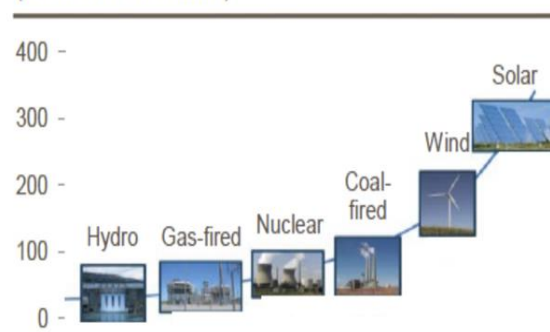 400
Solar
300
Wind
200
Coal-
fired
Nuclear
100
Hydro
Gas-fired
0